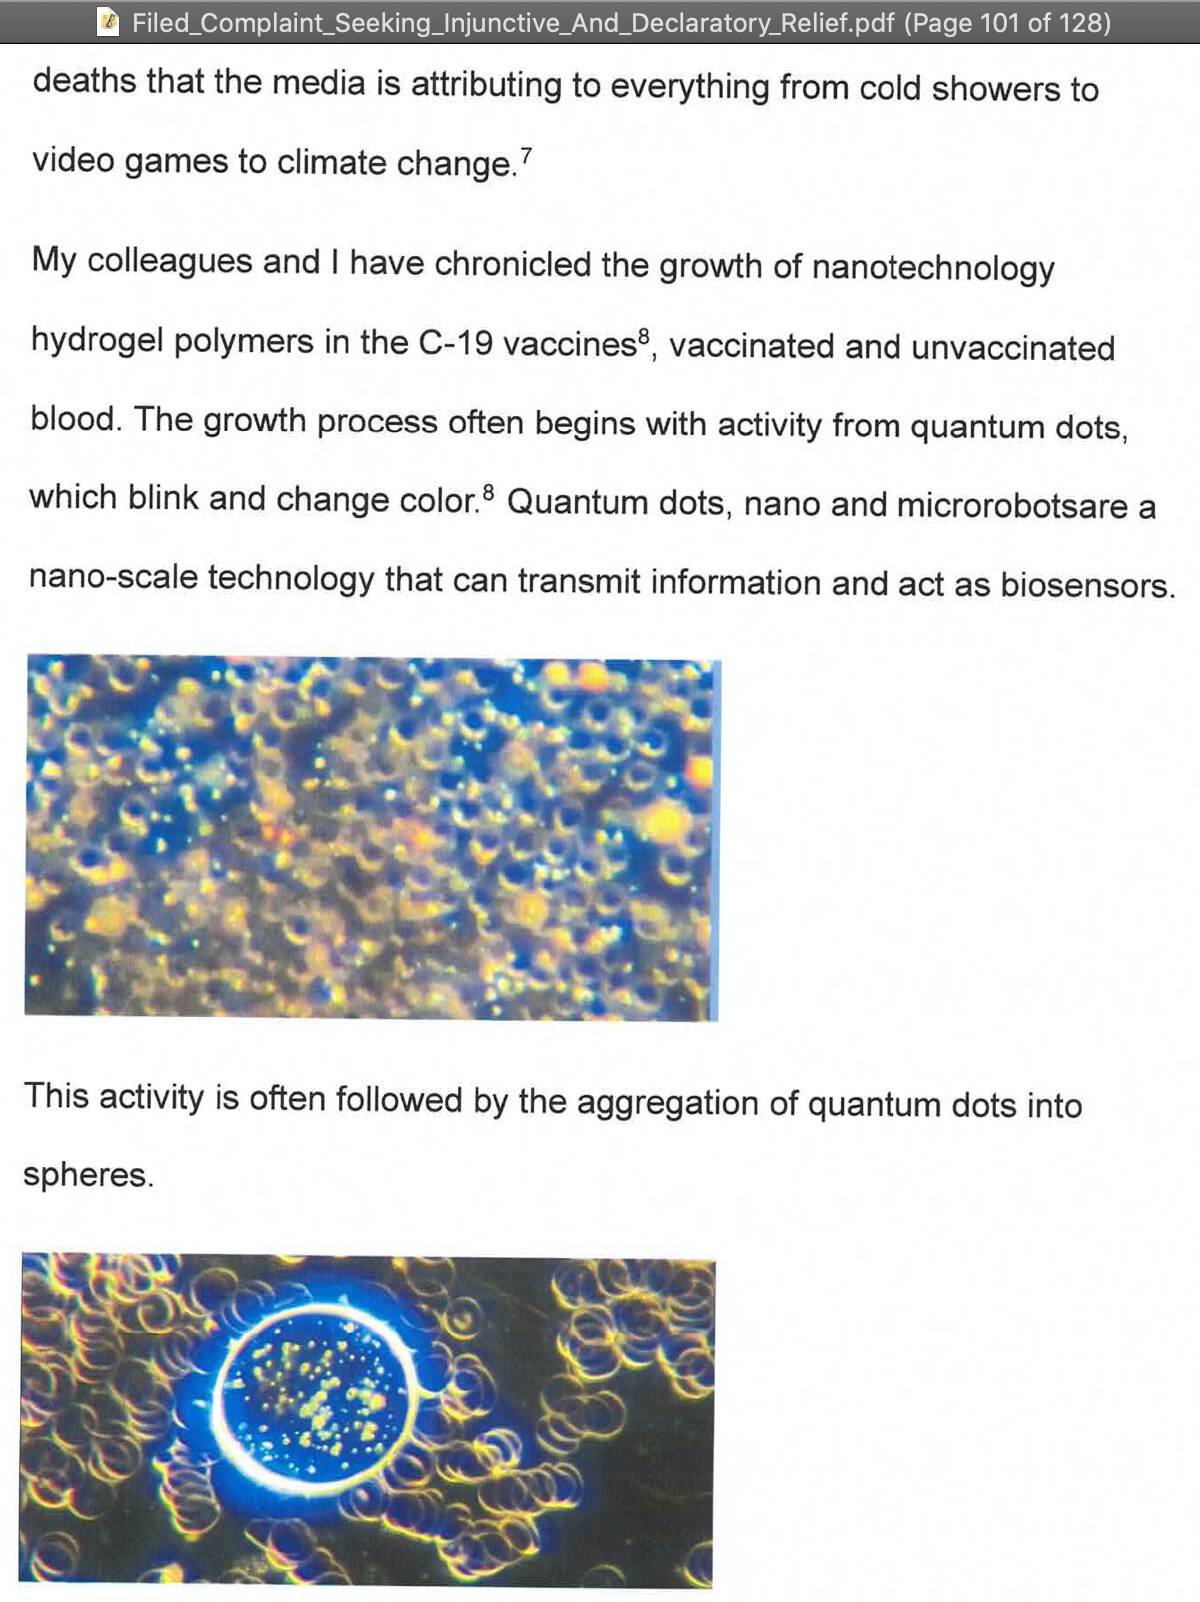 Filed_Complaint_Seeking_Injunctive_And_Declaratory_Relief.pdf (Page 101 of 128)
deaths that the media is attributing to everything from cold showers to
video games to climate change.⁷
My colleagues and I have chronicled the growth of nanotechnology
hydrogel polymers in the C-19 vaccines⁸, vaccinated and unvaccinated
blood. The growth process often begins with activity from quantum dots,
which blink and change color.⁸ Quantum dots, nano and microrobotsare a
nano-scale technology that can transmit information and act as biosensors.
This activity is often followed by the aggregation of quantum dots into
spheres.